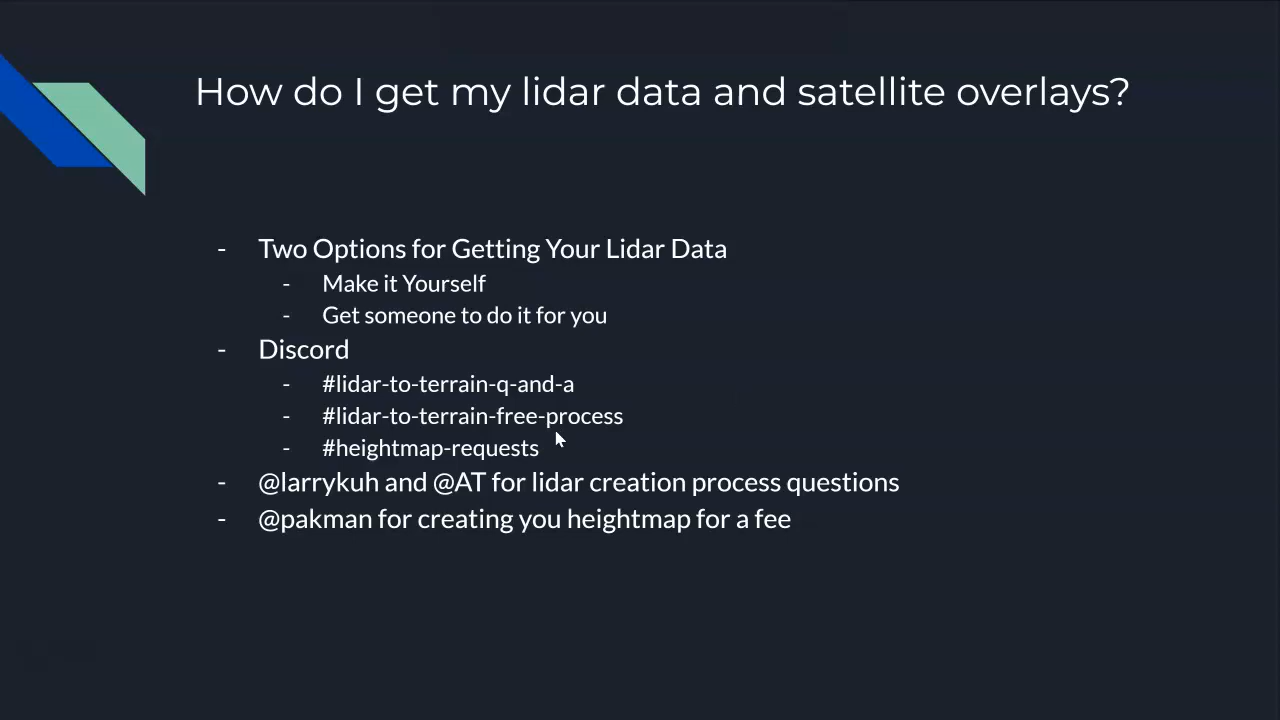 How do I get my lidar data and satellite overlays?
- Two Options for Getting Your Lidar Data
- Make it Yourself
- Get someone to do it for you
- Discord
- #lidar-to-terrain-q-and-a
- #lidar-to-terrain-free-process
- #heightmap-requests
- @larrykuh and @AT for lidar creation process questions
- @pakman for creating you heightmap for a fee